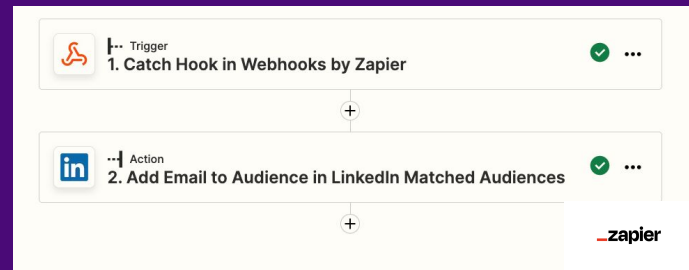 Trigger
1. Catch Hook in Webhooks by Zapier
in
Action
2. Add Email to Audience in LinkedIn Matched Audiences
_zapier